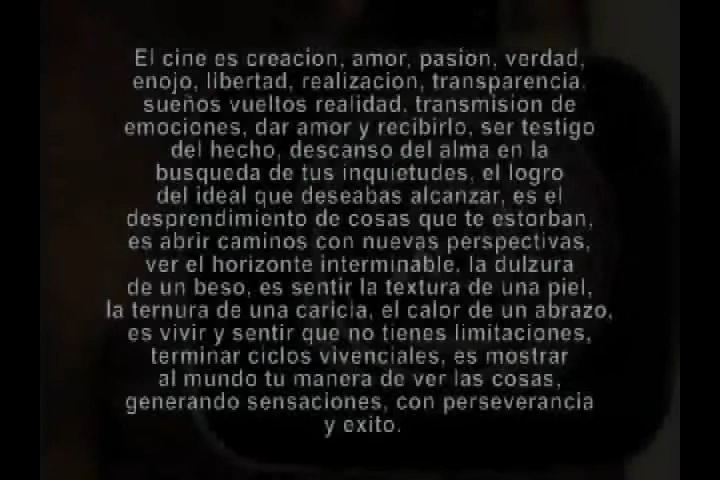 El cine es creacion, amor, pasion, verdad,
enojo, libertad, realizacion, transparencia.
sueños vueltos realidad. transmision de
emociones, dar amor y recibirlo, ser testigo
del hecho, descanso del alma en la
busqueda de tus inquietudes, el logro
del ideal que deseabas alcanzar, es el
desprendimiento de cosas que te estorban,
es abrir caminos con nuevas perspectivas,
ver el horizonte interminable. la dulzura
de un beso, es sentir la textura de una piel,
la ternura de una caricia, el calor de un abrazo,
es vivir y sentir que no tienes limitaciones,
terminar ciclos vivenciales, es mostrar
al mundo tu manera de ver las cosas,
generando sensaciones, con perseverancia
y exito.